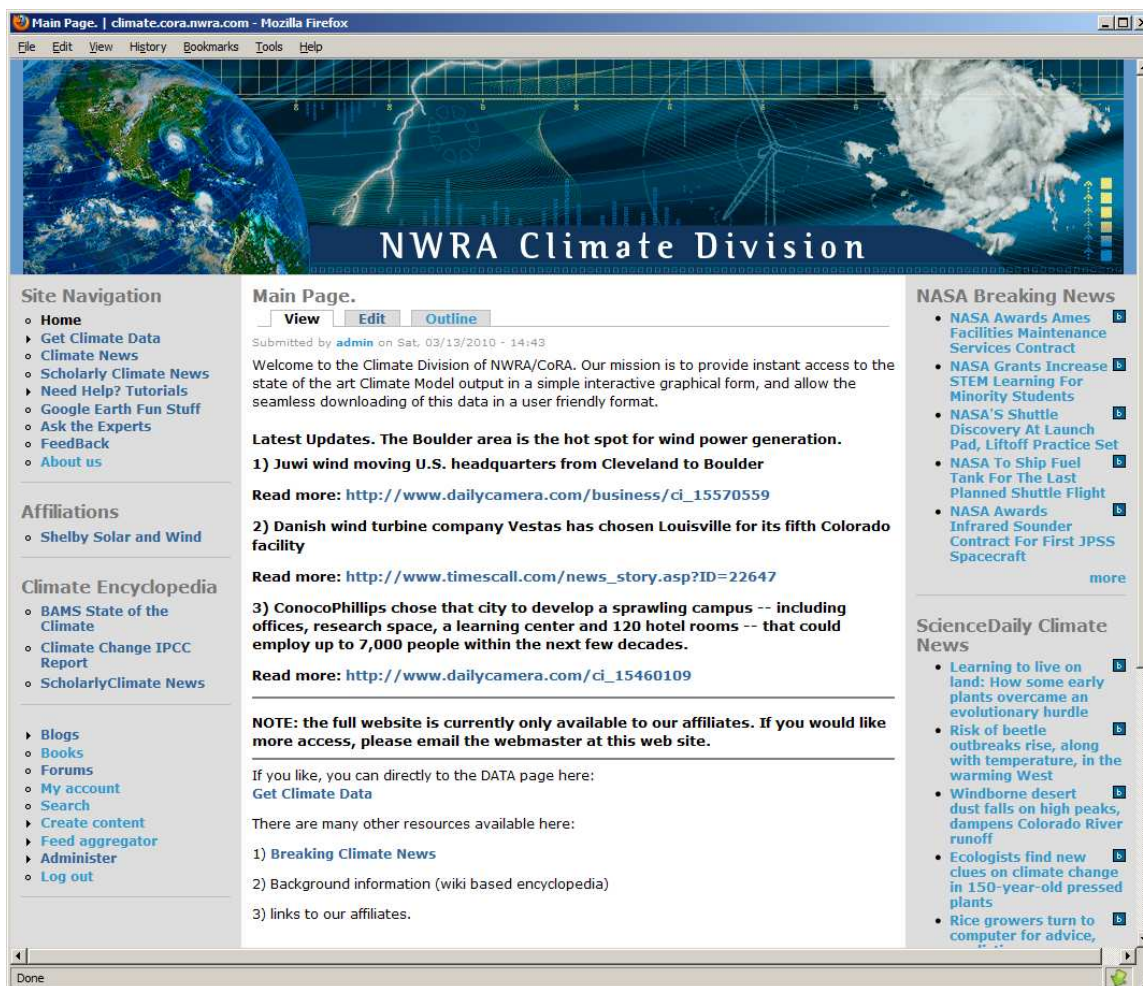 Main Page. | climate.cora.nwra.com - Mozilla Firefox
File Edit View History Bookmarks Tools Help
NWRA Climate Division
Site Navigation
Home
Get Climate Data
Climate News
Scholarly Climate News
Need Help? Tutorials
Google Earth Fun Stuff
Ask the Experts
FeedBack
About us
Affiliations
Shelby Solar and Wind
Climate Encyclopedia
BAMS State of the
Climate
Climate Change IPCC
Report
ScholarlyClimate News
Blogs
Books
Forums
My account
Search
Create content
Feed aggregator
Administer
Log out
Main Page.
View Edit Outline
Submitted by admin on Sat, 03/13/2010 - 14:43
Welcome to the Climate Division of NWRA/CoRA. Our mission is to provide instant access to the
state of the art Climate Model output in a simple interactive graphical form, and allow the
seamless downloading of this data in a user friendly format.
Latest Updates. The Boulder area is the hot spot for wind power generation.
1) Juwi wind moving U.S. headquarters from Cleveland to Boulder
Read more: http://www.dailycamera.com/business/ci_15570559
2) Danish wind turbine company Vestas has chosen Louisville for its fifth Colorado
facility
Read more: http://www.timescall.com/news_story.asp?ID=22647
3) ConocoPhillips chose that city to develop a sprawling campus -- including
offices, research space, a learning center and 120 hotel rooms -- that could
employ up to 7,000 people within the next few decades.
Read more: http://www.dailycamera.com/ci_15460109
NOTE: the full website is currently only available to our affiliates. If you would like
more access, please email the webmaster at this web site.
If you like, you can directly to the DATA page here:
Get Climate Data
There are many other resources available here:
1) Breaking Climate News
2) Background information (wiki based encyclopedia)
3) links to our affiliates.
NASA Breaking News
NASA Awards Ames
Facilities Maintenance
Services Contract
NASA Grants Increase
STEM Learning For
Minority Students
NASA'S Shuttle
Discovery At Launch
Pad, Liftoff Practice Set
NASA To Ship Fuel
Tank For The Last
Planned Shuttle Flight
NASA Awards
Infrared Sounder
Contract For First JPSS
Spacecraft
more
ScienceDaily Climate
News
Learning to live on
land: How some early
plants overcame an
evolutionary hurdle
Risk of beetle
outbreaks rise, along
with temperature, in the
warming West
Windborne desert
dust falls on high peaks,
dampens Colorado River
runoff
Ecologists find new
clues on climate change
in 150-year-old pressed
plants
Rice growers turn to
computer for advice,
Done